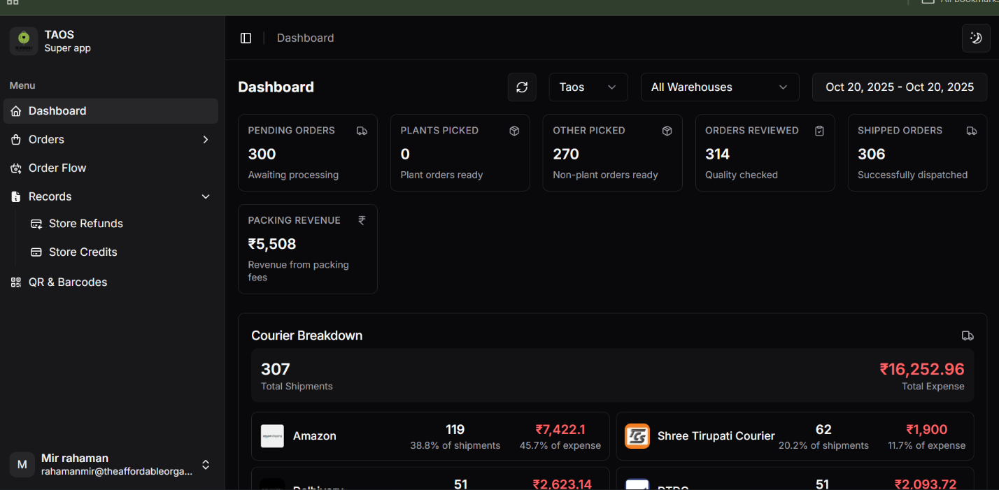 All Bookmarks
TAOS
Super app
Menu
Dashboard
Orders
Order Flow
Records
Store Refunds
Store Credits
QR & Barcodes
Mir rahaman
rahamanmir@theaffordableorga...
M
Dashboard
Dashboard
Taos
All Warehouses
Oct 20, 2025 - Oct 20, 2025
PENDING ORDERS
300
Awaiting processing
PLANTS PICKED
0
Plant orders ready
OTHER PICKED
270
Non-plant orders ready
ORDERS REVIEWED
314
Quality checked
SHIPPED ORDERS
306
Successfully dispatched
PACKING REVENUE
₹
₹5,508
Revenue from packing
fees
Courier Breakdown
307
Total Shipments
₹16,252.96
Total Expense
Amazon
119
38.8% of shipments
₹7,422.1
45.7% of expense
TCS
Shree Tirupati Courier
62
20.2% of shipments
₹1,900
11.7% of expense
Delhivery
51
₹2,623.14
DTDC
51
₹2,093.72